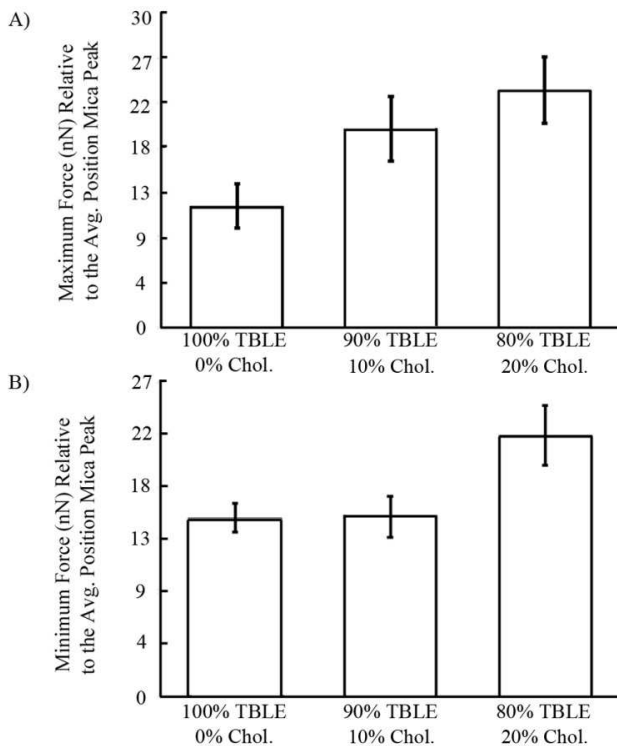 A)
Maximum Force (nN) Relative
to the Avg. Position Mica Peak
30
27
22
18
13
9
4
0
100% TBLE
0% Chol.
90% TBLE
10% Chol.
80% TBLE
20% Chol.
B)
Minimum Force (nN) Relative
to the Avg. Position Mica Peak
27
22
18
13
9
4
0
100% TBLE
0% Chol.
90% TBLE
10% Chol.
80% TBLE
20% Chol.